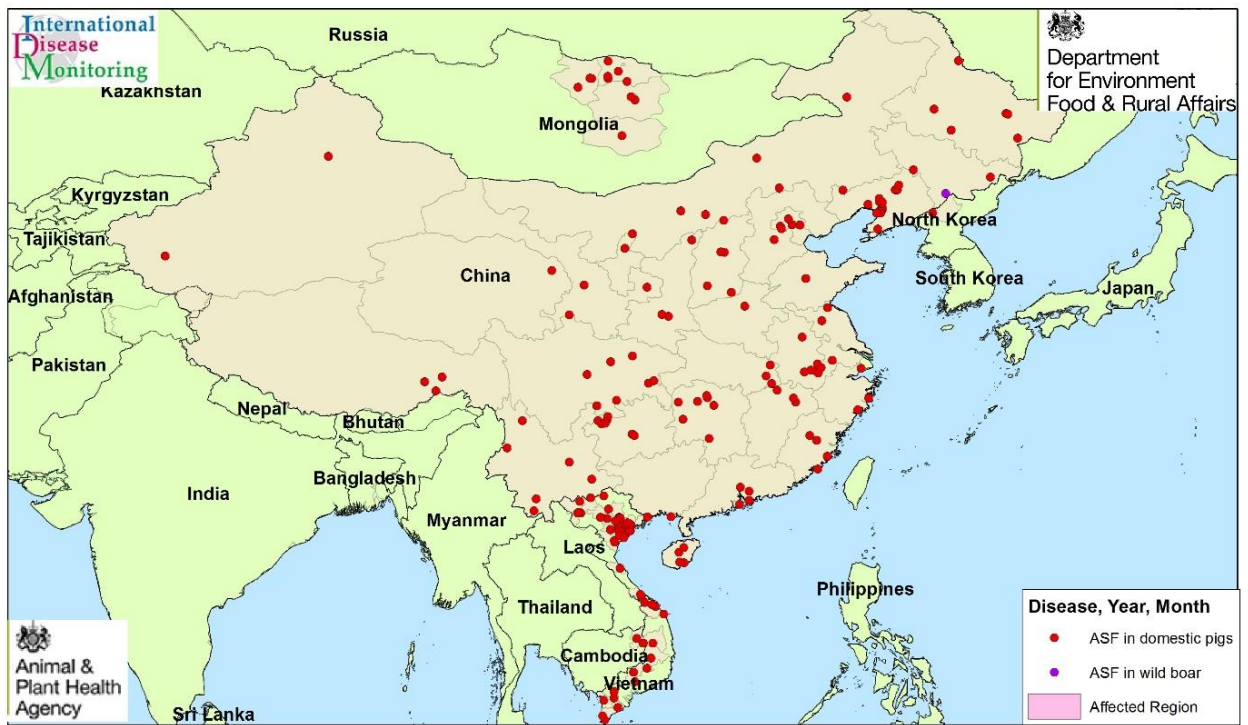 International
Disease
Monitoring
Department
for Environment
Food & Rural Affairs
Russia
Kazakhstan
Mongolia
Kyrgyzstan
Tajikistan
North Korea
China
South Korea
Japan
Afghanistan
Pakistan
Nepal
Bhutan
Bangladesh
India
Myanmar
Laos
Thailand
Philippines
Cambodia
Vietnam
Sri Lanka
Disease, Year, Month
ASF in domestic pigs
ASF in wild boar
Affected Region
Animal &
Plant Health
Agency